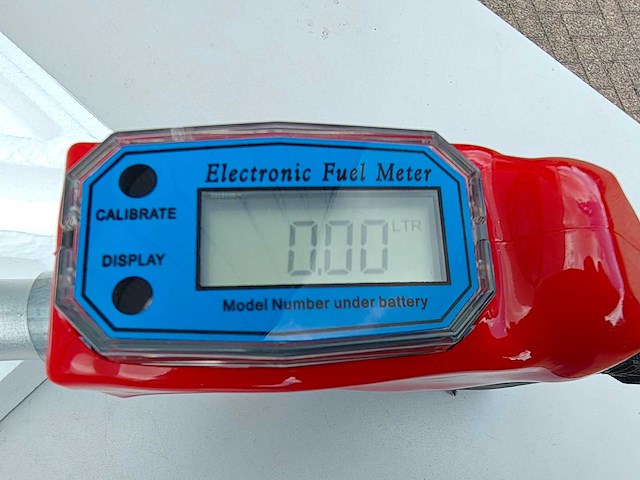 Electronic Fuel Meter
CALIBRATE
0.00 LTR
DISPLAY
Model Number under battery